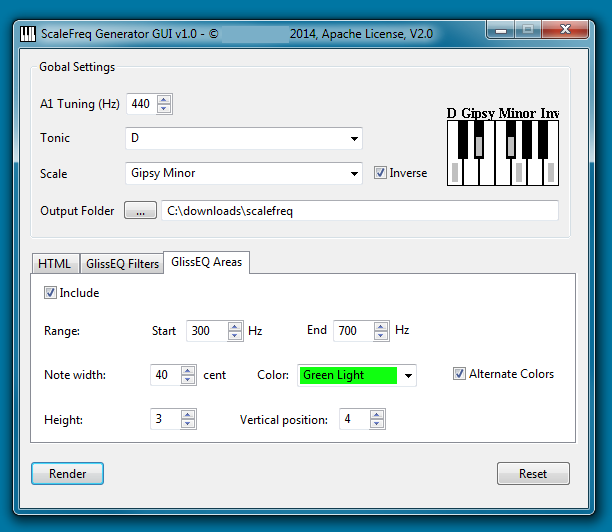 ScaleFreq Generator GUI v1.0 - © 2014, Apache License, V2.0
Gobal Settings
A1 Tuning (Hz) 440
D Gipsy Minor Inv
Tonic D
Scale Gipsy Minor Inverse
Output Folder ... C:\downloads\scalefreq
HTML GlissEQ Filters GlissEQ Areas
Include
Range: Start 300 Hz End 700 Hz
Note width: 40 cent Color: Green Light Alternate Colors
Height: 3 Vertical position: 4
Render Reset